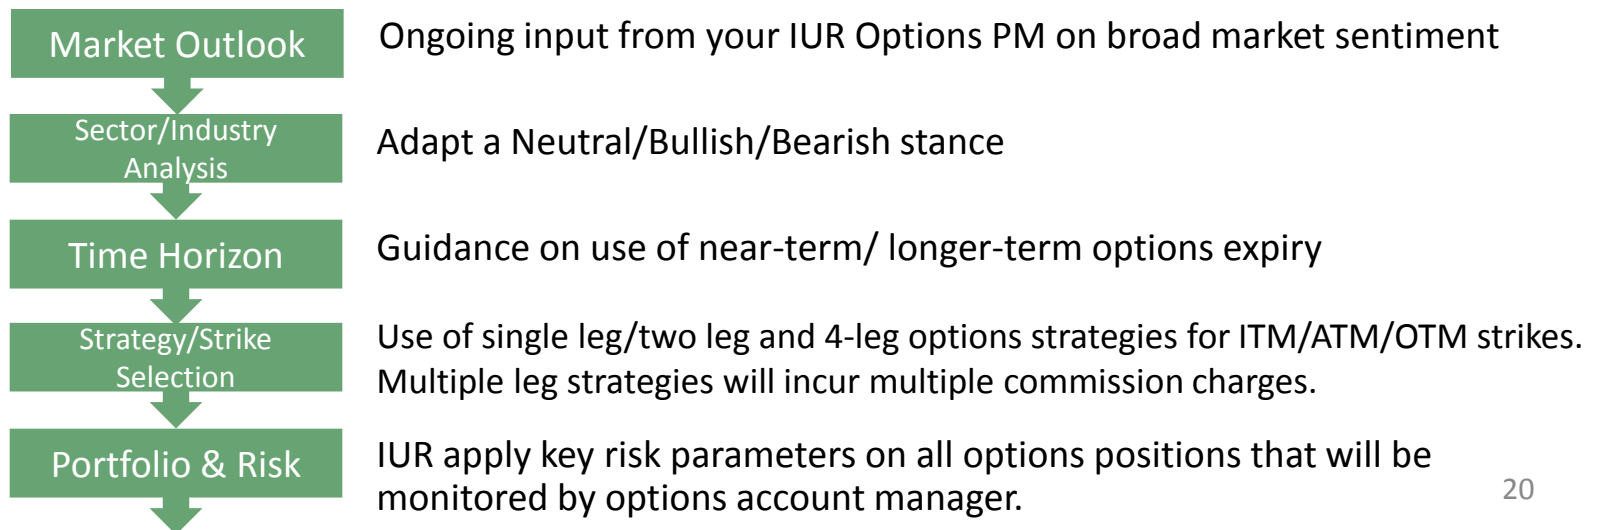 Market Outlook
Ongoing input from your IUR Options PM on broad market sentiment
Sector/Industry
Analysis
Adapt a Neutral/Bullish/Bearish stance
Time Horizon
Guidance on use of near-term/ longer-term options expiry
Strategy/Strike
Selection
Use of single leg/two leg and 4-leg options strategies for ITM/ATM/OTM strikes.
Multiple leg strategies will incur multiple commission charges.
Portfolio & Risk
IUR apply key risk parameters on all options positions that will be
monitored by options account manager.
20